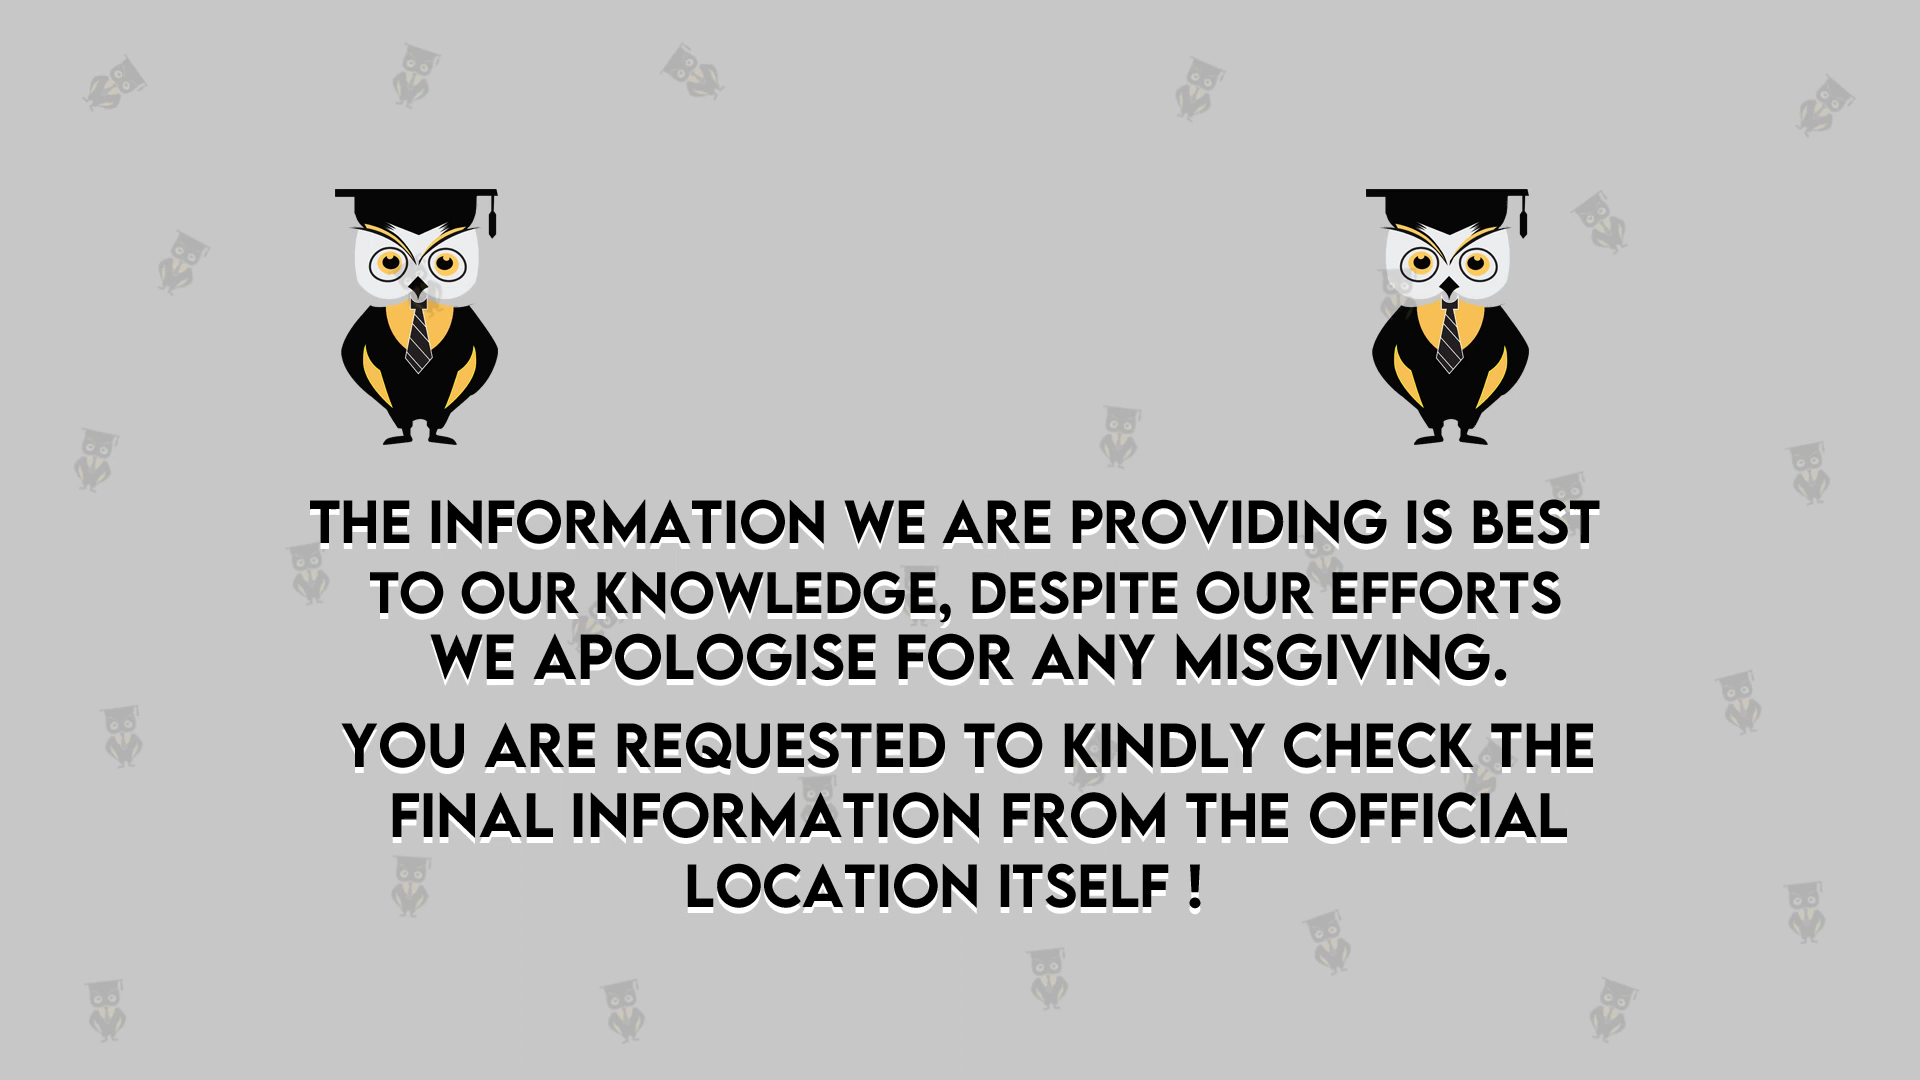 THE INFORMATION WE ARE PROVIDING IS BEST
TO OUR KNOWLEDGE, DESPITE OUR EFFORTS
WE APOLOGISE FOR ANY MISGIVING.
YOU ARE REQUESTED TO KINDLY CHECK THE
FINAL INFORMATION FROM THE OFFICIAL
LOCATION ITSELF !